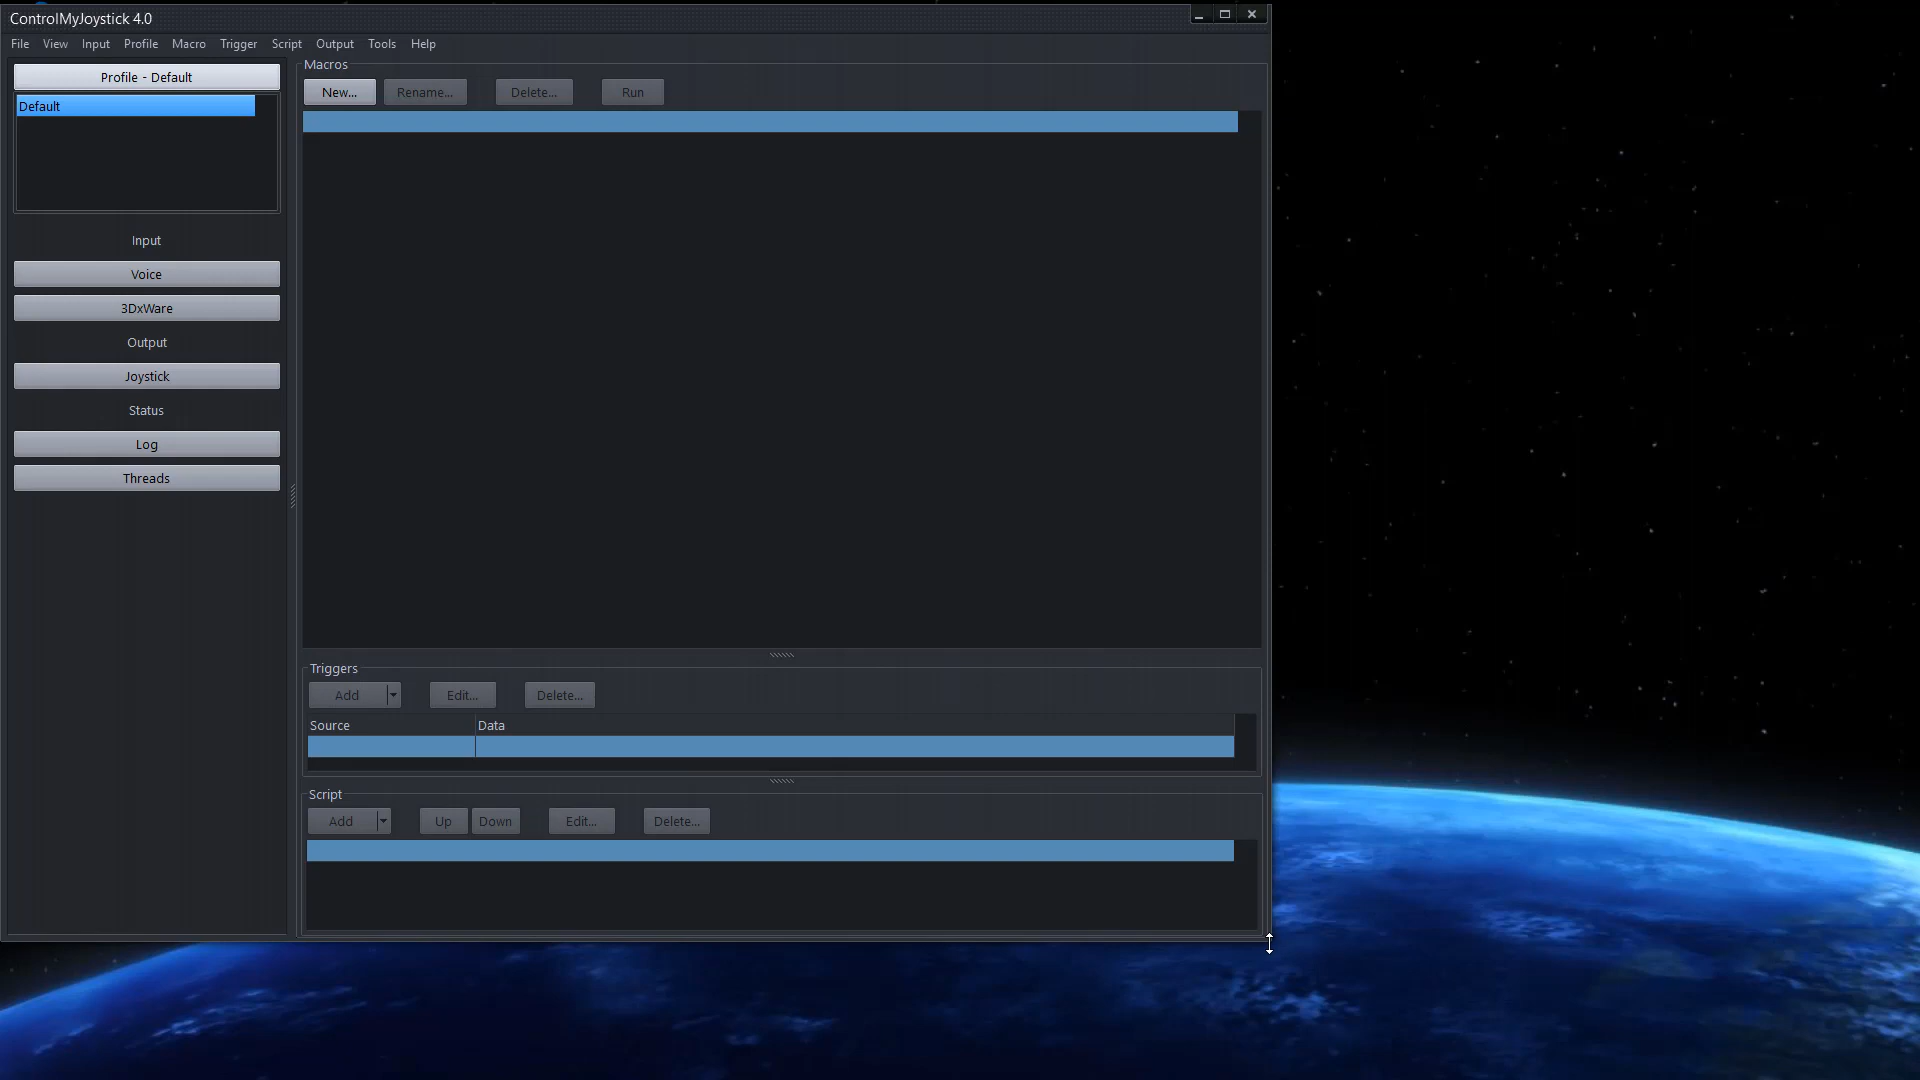 ControlMyJoystick 4.0
File View Input Profile Macro Trigger Script Output Tools Help
Profile - Default
Default
Input
Voice
3DxWare
Output
Joystick
Status
Log
Threads
Macros
New... Rename... Delete... Run
Triggers
Add Edit... Delete...
Source Data
Script
Add Up Down Edit... Delete...